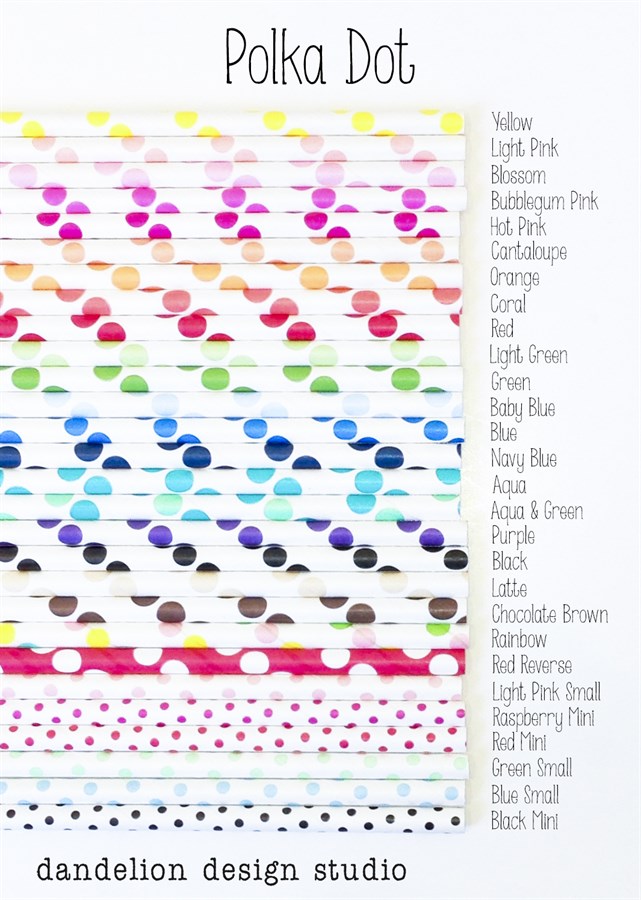 Polka Dot
Yellow
Light Pink
Blossom
Bubblegum Pink
Hot Pink
Cantaloupe
Orange
Coral
Red
Light Green
Green
Baby Blue
Blue
Navy Blue
Aqua
Aqua & Green
Purple
Black
Latte
Chocolate Brown
Rainbow
Red Reverse
Light Pink Small
Raspberry Mini
Red Mini
Green Small
Blue Small
Black Mini
dandelion design studio